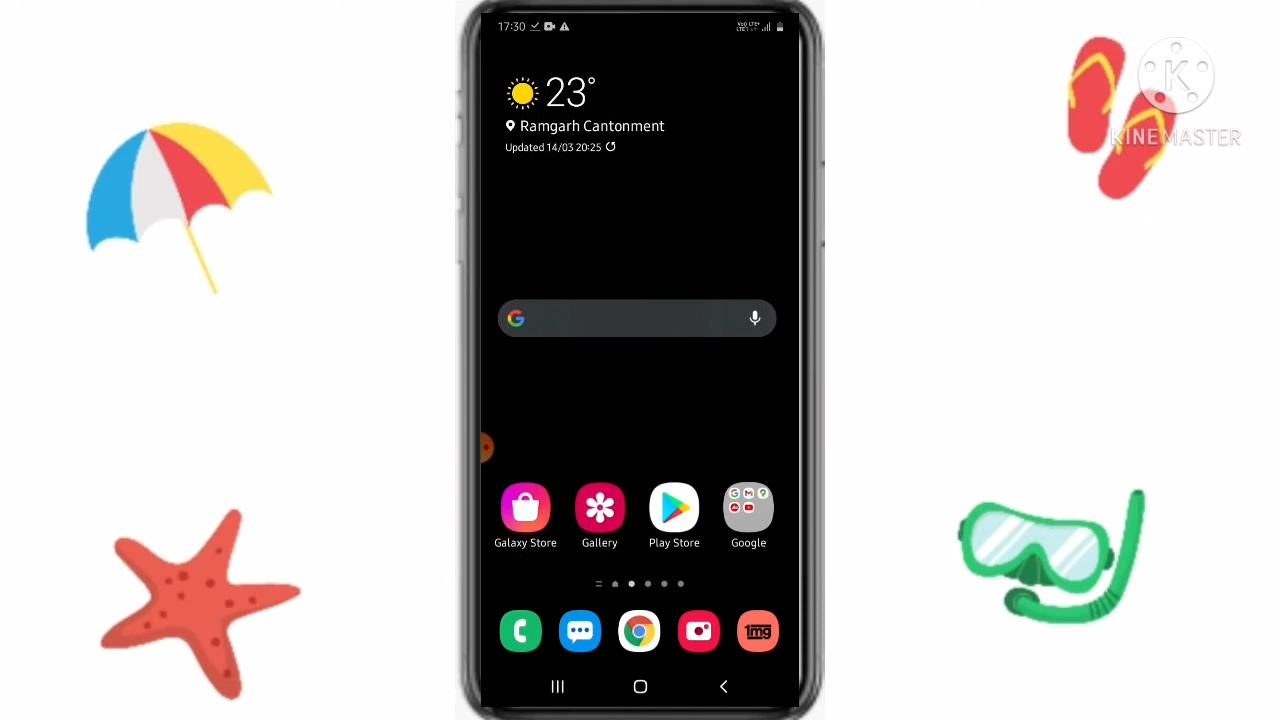 17:30
23°
Ramgarh Cantonment
Updated 14/03 20:25
KINEMASTER
Galaxy Store
Gallery
Play Store
Google
1mg